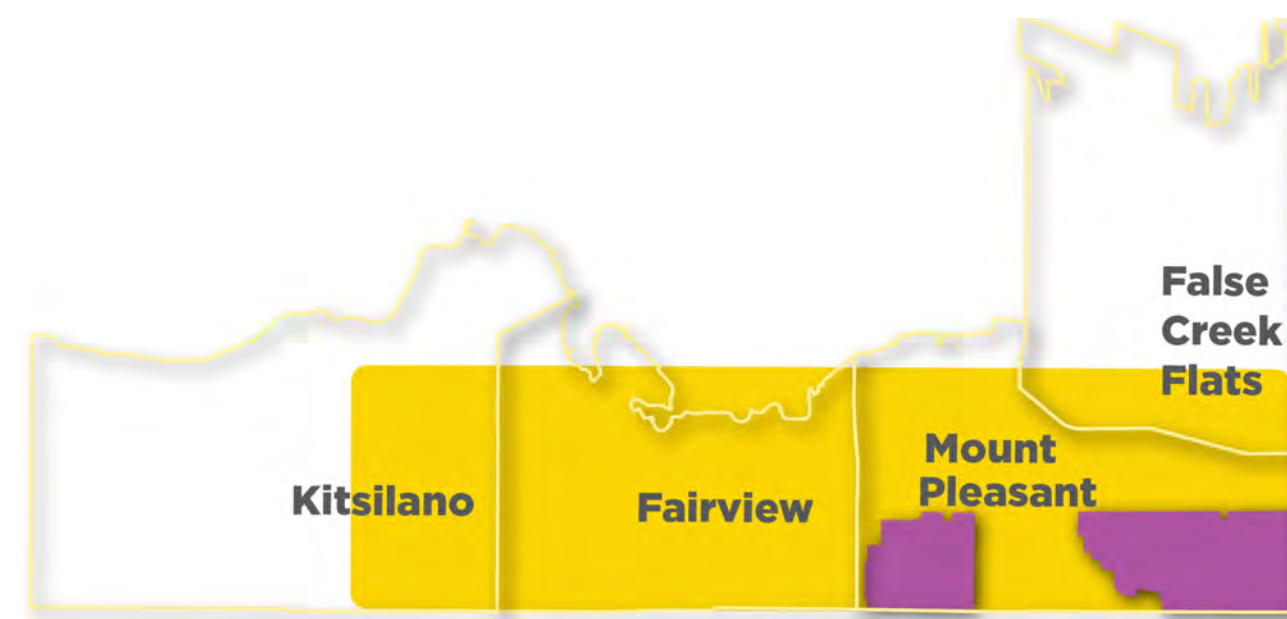 False
Creek
Flats
Mount
Pleasant
Kitsilano
Fairview